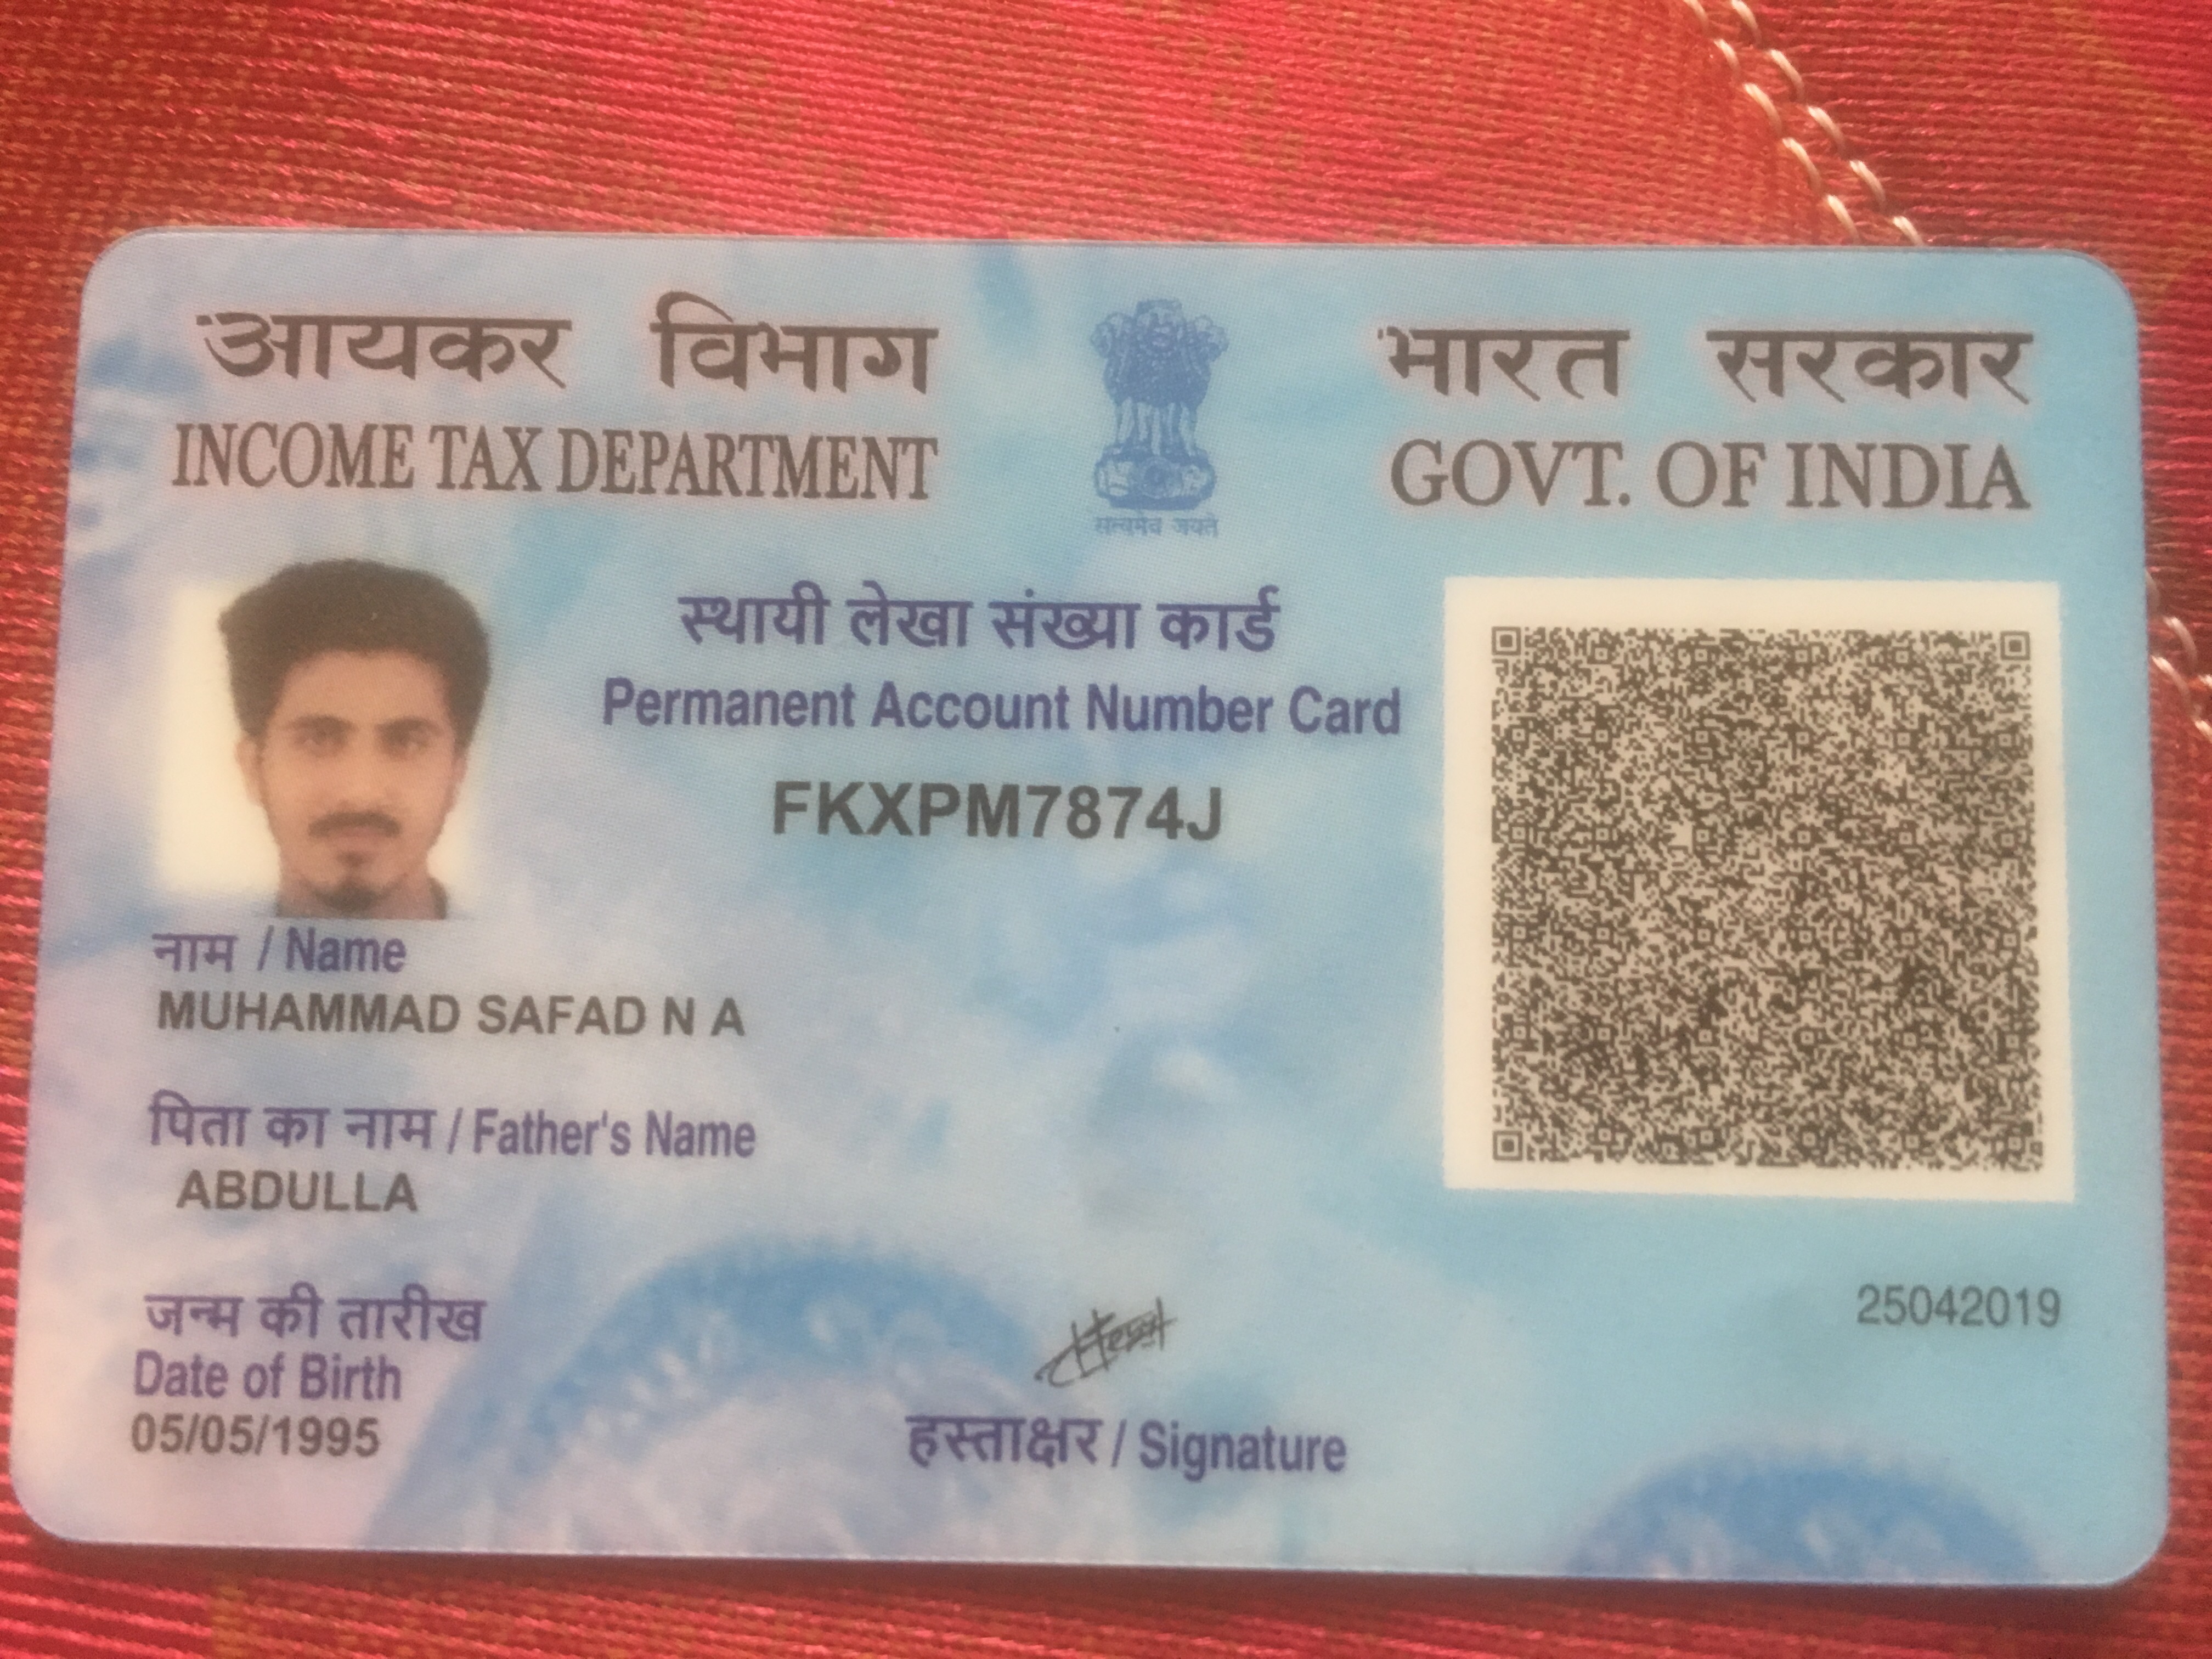 आयकर विभाग
INCOME TAX DEPARTMENT
सत्यमेव जयते
भारत सरकार
GOVT. OF INDIA
स्थायी लेखा संख्या कार्ड
Permanent Account Number Card
FKXPM7874J
नाम / Name
MUHAMMAD SAFAD N A
पिता का नाम / Father's Name
ABDULLA
जन्म की तारीख
Date of Birth
05/05/1995
हस्ताक्षर / Signature
25042019